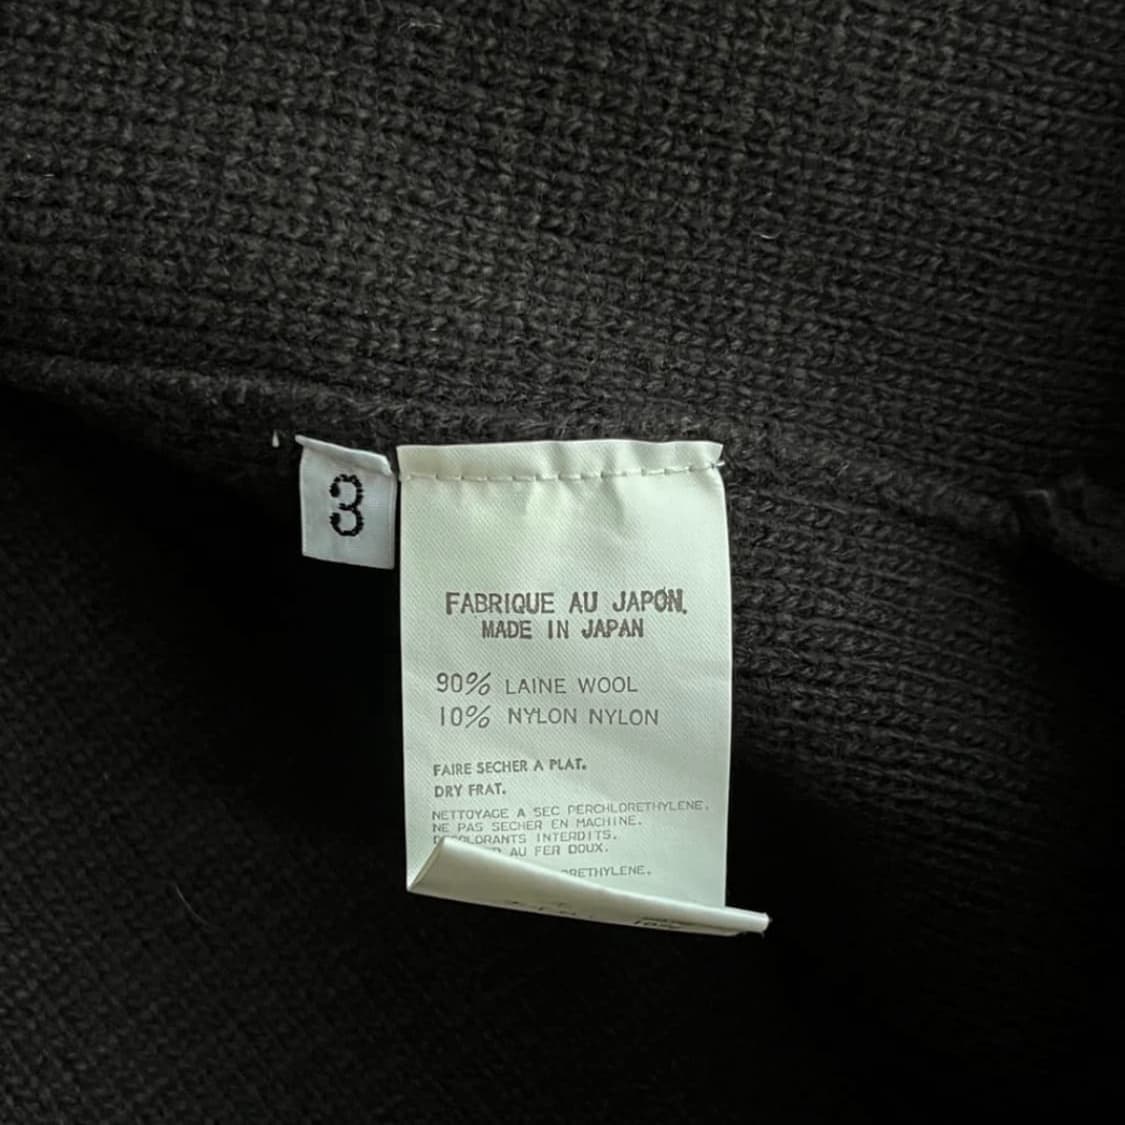 3
FABRIQUE AU JAPON.
MADE IN JAPAN
90% LAINE WOOL
10% NYLON NYLON
FAIRE SECHER A PLAT.
DRY FRAT.
NETTOYAGE A SEC PERCHLORETHYLENE.
NE PAS SECHER EN MACHINE.
INTERDITS.
AU FER DOUX.